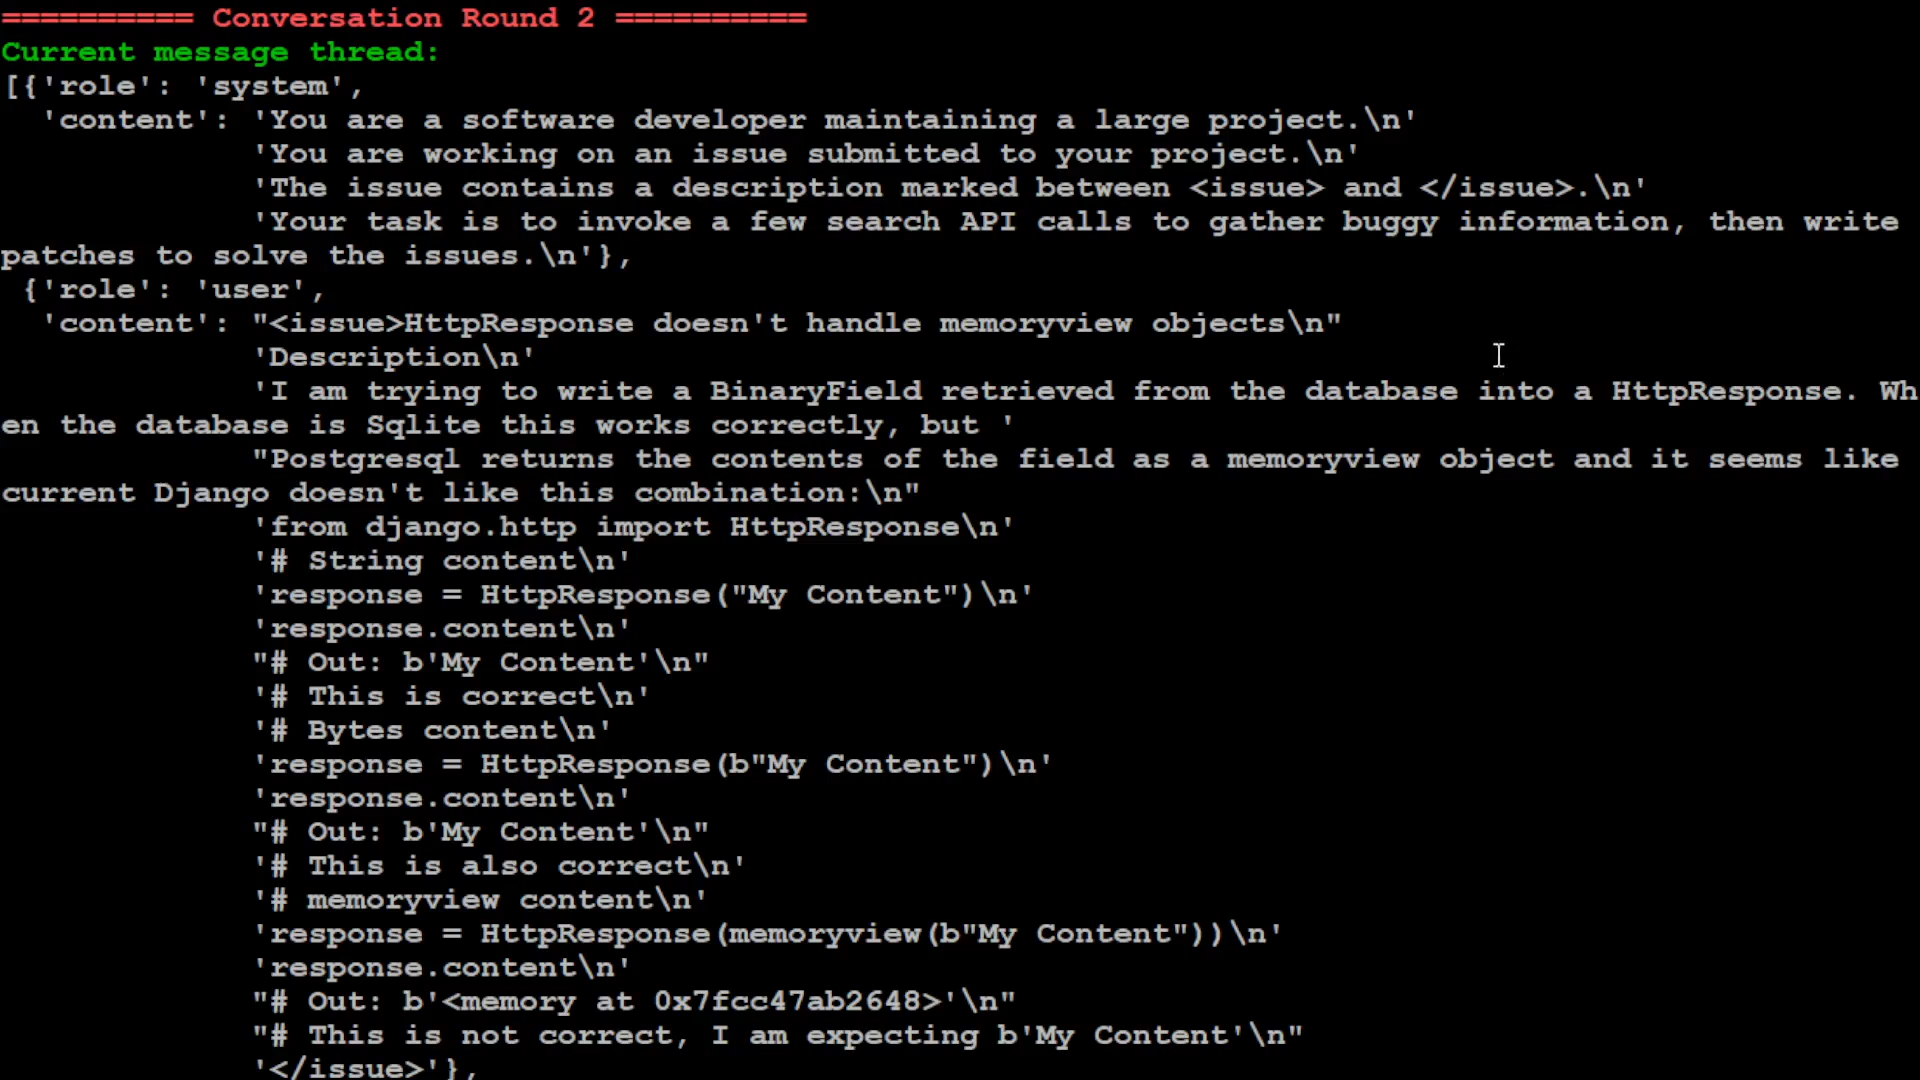 ========== Conversation Round 2 ==========
Current message thread:
[{'role': 'system',
  'content': 'You are a software developer maintaining a large project.\n'
             'You are working on an issue submitted to your project.\n'
             'The issue contains a description marked between <issue> and </issue>.\n'
             'Your task is to invoke a few search API calls to gather buggy information, then write
patches to solve the issues.\n'},
 {'role': 'user',
  'content': "<issue>HttpResponse doesn't handle memoryview objects\n"
             'Description\n'
             'I am trying to write a BinaryField retrieved from the database into a HttpResponse. Wh
en the database is Sqlite this works correctly, but '
             "Postgresql returns the contents of the field as a memoryview object and it seems like
current Django doesn't like this combination:\n"
             'from django.http import HttpResponse\n'
             '# String content\n'
             'response = HttpResponse("My Content")\n'
             'response.content\n'
             "# Out: b'My Content'\n"
             '# This is correct\n'
             '# Bytes content\n'
             'response = HttpResponse(b"My Content")\n'
             'response.content\n'
             "# Out: b'My Content'\n"
             '# This is also correct\n'
             '# memoryview content\n'
             'response = HttpResponse(memoryview(b"My Content"))\n'
             'response.content\n'
             "# Out: b'<memory at 0x7fcc47ab2648>'\n"
             "# This is not correct, I am expecting b'My Content'\n"
             '</issue>'},